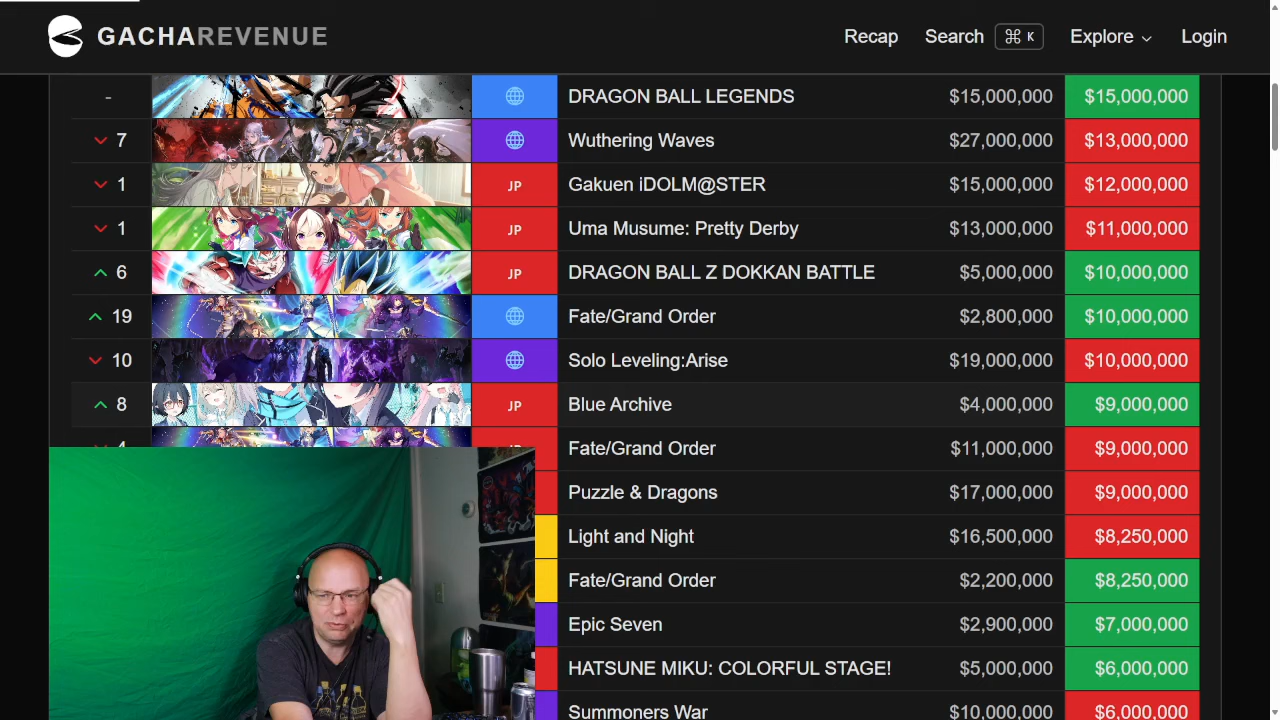 GACHAREVENUE Recap Search ⌘ K Explore Login
- DRAGON BALL LEGENDS $15,000,000 $15,000,000
7 Wuthering Waves $27,000,000 $13,000,000
1 JP Gakuen iDOLM@STER $15,000,000 $12,000,000
1 JP Uma Musume: Pretty Derby $13,000,000 $11,000,000
6 JP DRAGON BALL Z DOKKAN BATTLE $5,000,000 $10,000,000
19 Fate/Grand Order $2,800,000 $10,000,000
10 Solo Leveling:Arise $19,000,000 $10,000,000
8 JP Blue Archive $4,000,000 $9,000,000
Fate/Grand Order $11,000,000 $9,000,000
Puzzle & Dragons $17,000,000 $9,000,000
Light and Night $16,500,000 $8,250,000
Fate/Grand Order $2,200,000 $8,250,000
Epic Seven $2,900,000 $7,000,000
HATSUNE MIKU: COLORFUL STAGE! $5,000,000 $6,000,000
Summoners War $10,000,000 $6,000,000